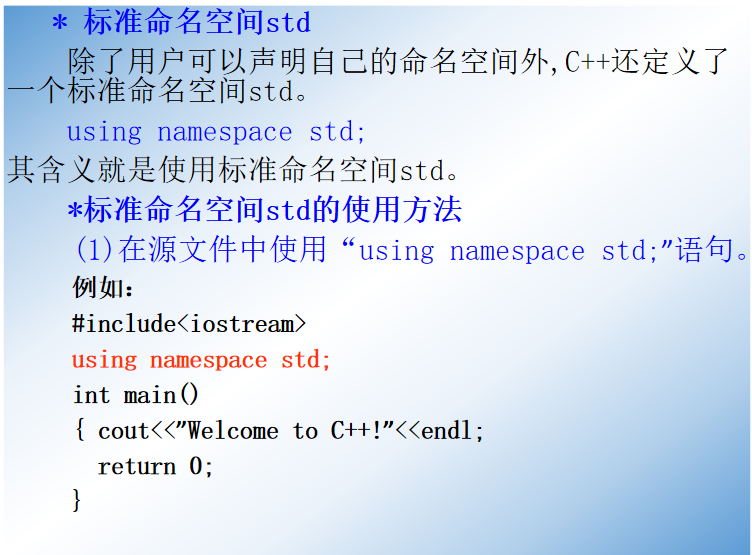 * 标准命名空间std
除了用户可以声明自己的命名空间外,C++还定义了
一个标准命名空间std。
using namespace std;
其含义就是使用标准命名空间std。
*标准命名空间std的使用方法
(1)在源文件中使用“using namespace std;”语句。
例如:
#include<iostream>
using namespace std;
int main()
{ cout<<"Welcome to C++!"<<endl;
return 0;
}